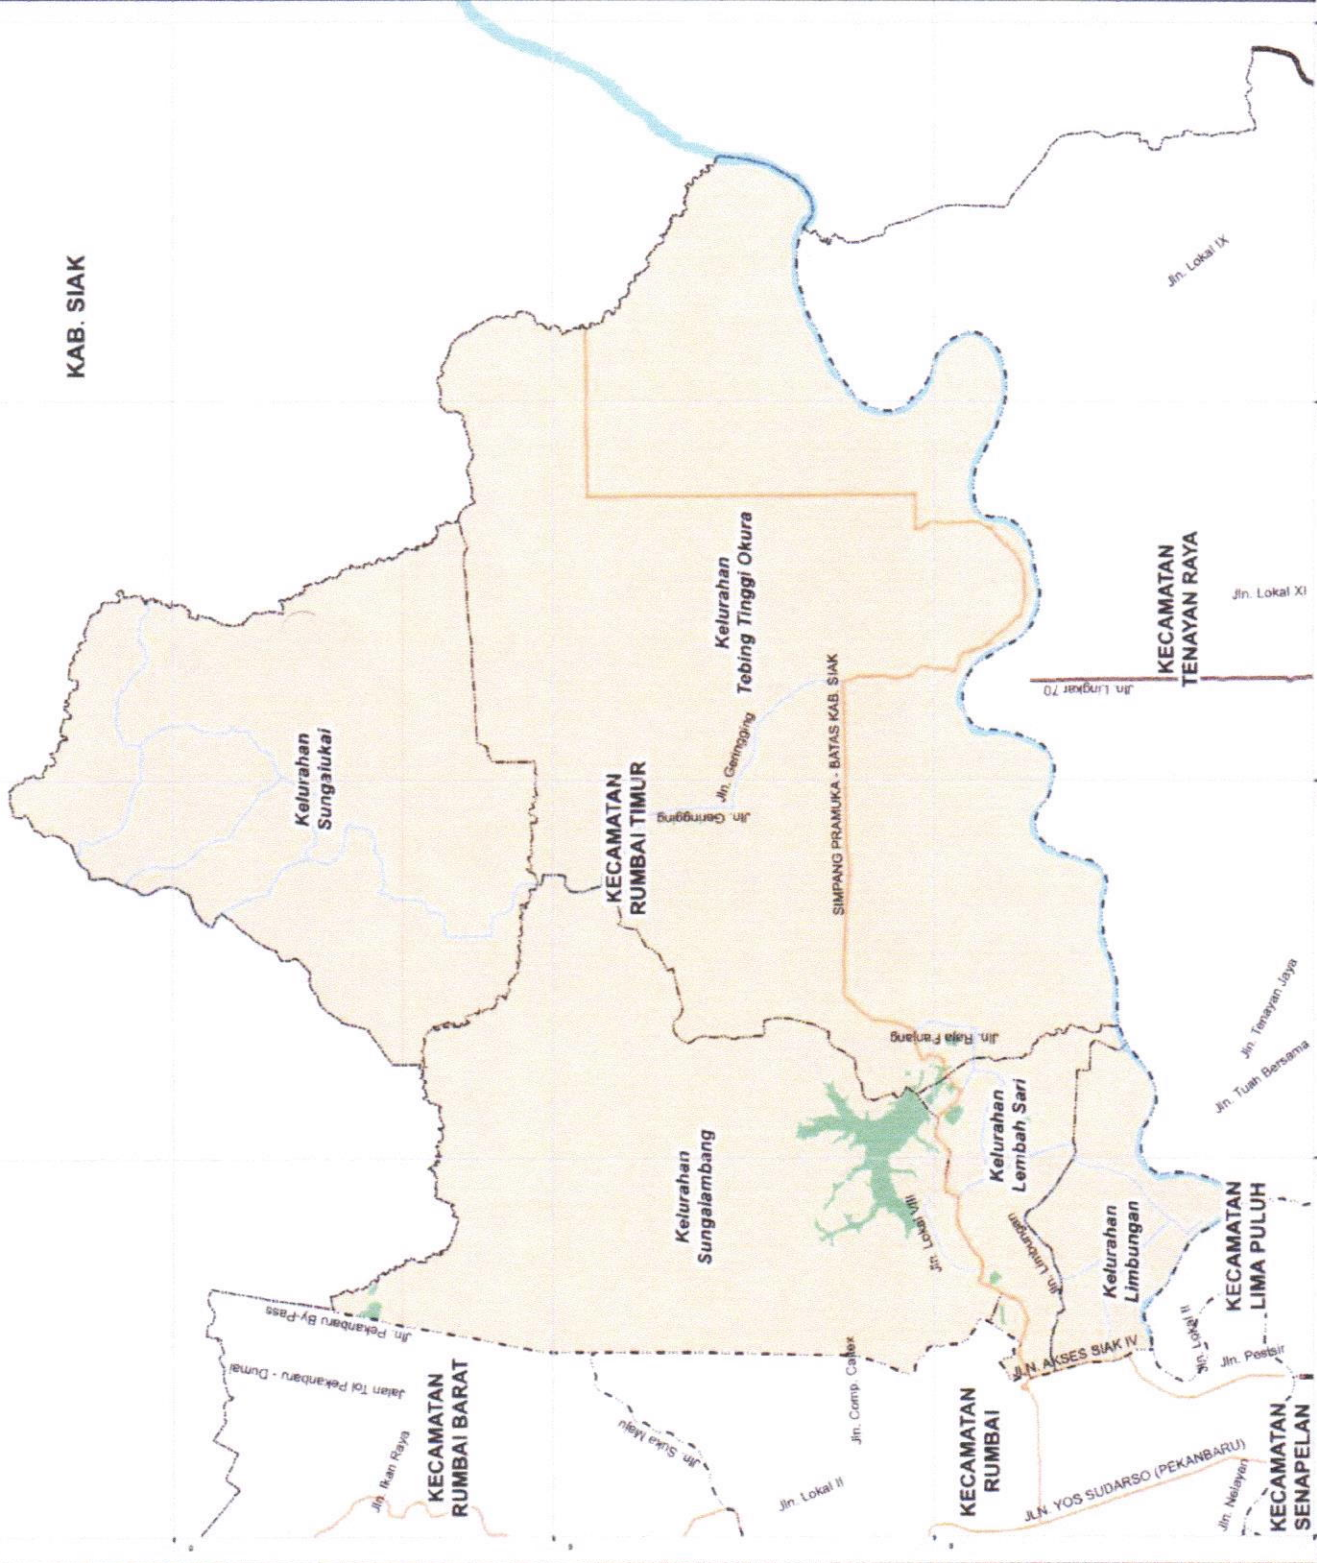 KAB. SIAK
Kelurahan
Sungaiukai
KECAMATAN
RUMBAI TIMUR
Kelurahan
Tebing Tinggi Okura
Jln. Geringging
Jln. Geringging
SIMPANG PRAMUKA - BATAS KAB. SIAK
Kelurahan
Sungaiambang
Jln. Pekanbaru By-Pass
Jalan Tol Pekanbaru - Dumai
KECAMATAN
RUMBAI BARAT
Jln. Ikan Raya
Jln. Suka Maju
Jln. Lokal II
Jln. Comp. Caltex
Jln. Lokal VIII
Jln. Raja Panjang
Kelurahan
Lembah Sari
Jln. Limbungan
Kelurahan
Limbungan
JLN. AKSES SIAK IV
KECAMATAN
RUMBAI
JLN. YOS SUDARSO (PEKANBARU)
Jln. Nelayan
KECAMATAN
SENAPELAN
Jln. Pesisir
Jln. Lokal II
KECAMATAN
LIMA PULUH
Jln. Tuah Bersama
Jln. Tenayan Jaya
Jln. Lingkar 70
KECAMATAN
TENAYAN RAYA
Jln. Lokal XI
Jln. Lokal IX